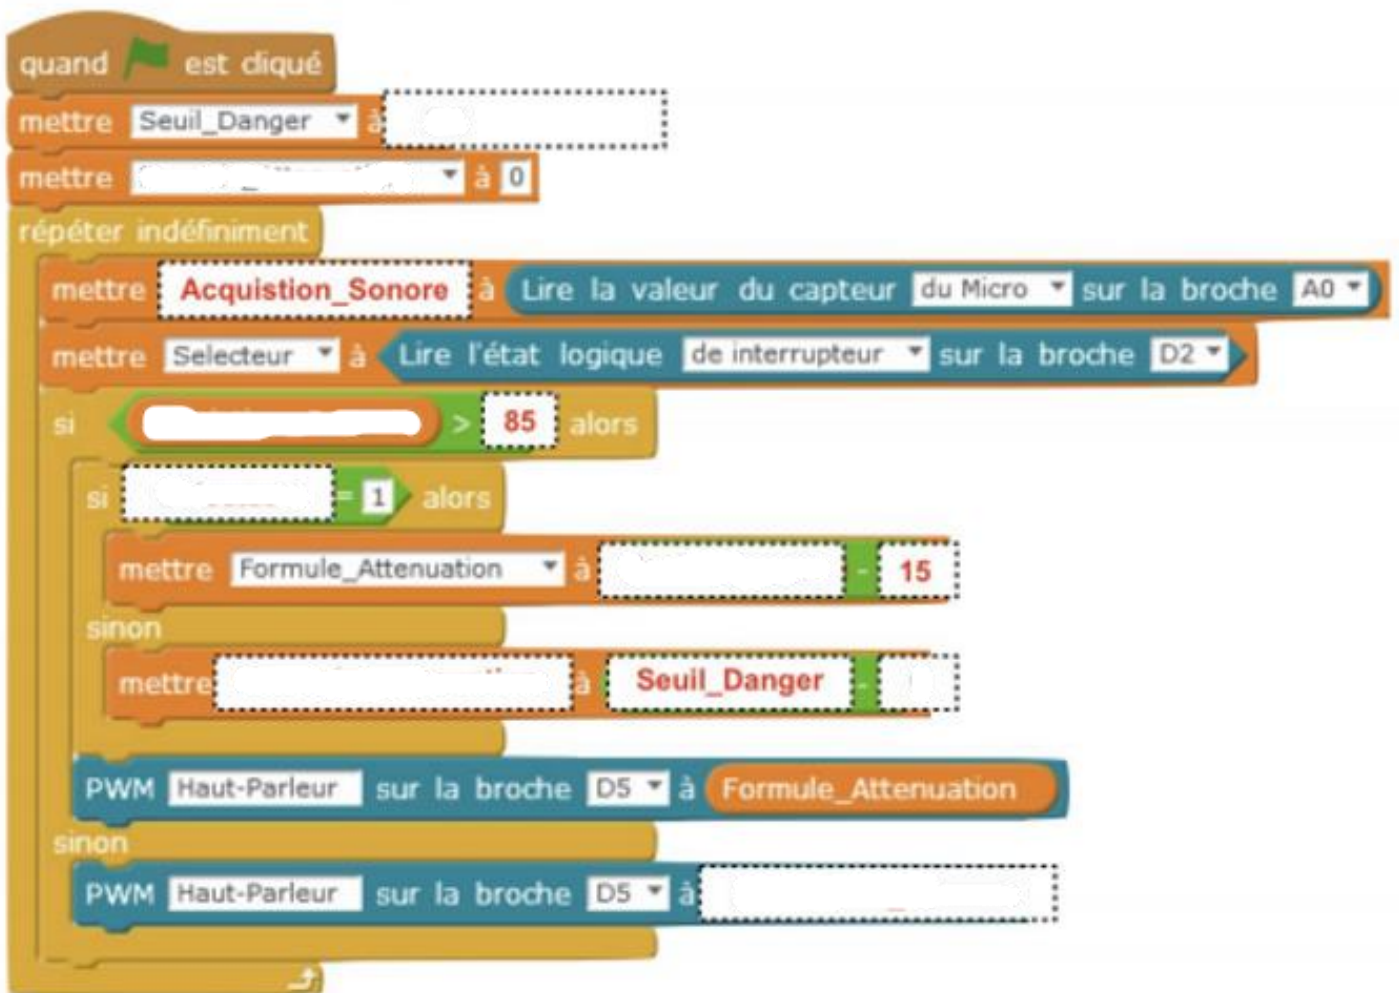 quand est cliqué
mettre Seuil_Danger à
mettre à 0
répéter indéfiniment
mettre Acquistion_Sonore à Lire la valeur du capteur du Micro sur la broche A0
mettre Selecteur à Lire l'état logique de interrupteur sur la broche D2
si > 85 alors
si = 1 alors
mettre Formule_Attenuation à - 15
sinon
mettre à Seuil_Danger -
PWM Haut-Parleur sur la broche D5 à Formule_Attenuation
sinon
PWM Haut-Parleur sur la broche D5 à